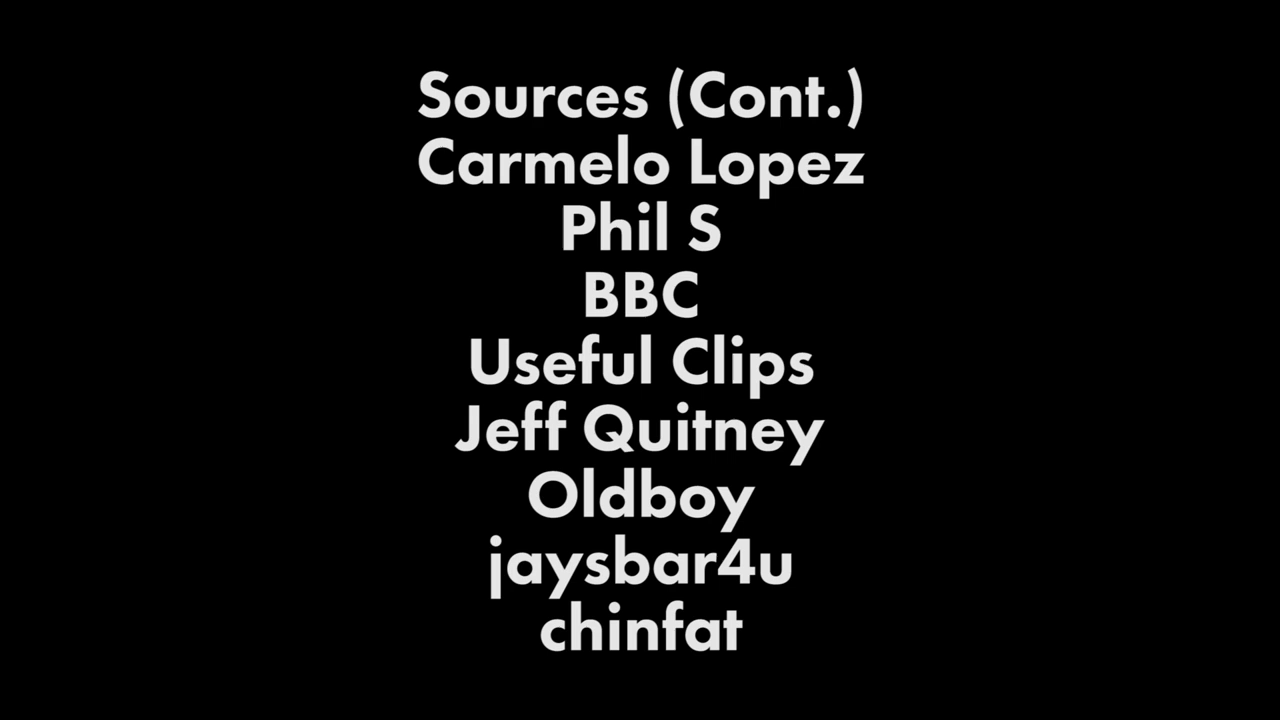 Sources (Cont.)
Carmelo Lopez
Phil S
BBC
Useful Clips
Jeff Quitney
Oldboy
jaysbar4u
chinfat